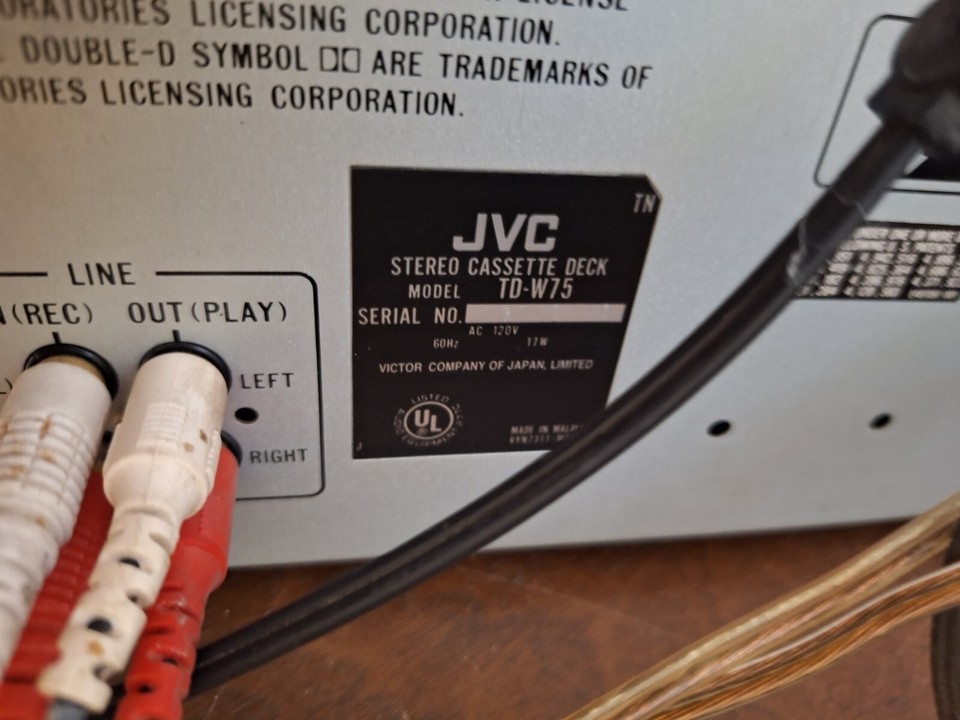 LICENSE
ORATORIES LICENSING CORPORATION.
DOUBLE-D SYMBOL ▯▯ ARE TRADEMARKS OF
ORIES LICENSING CORPORATION.
LINE
(REC) OUT (PLAY)
LEFT
RIGHT
TN
JVC
STEREO CASSETTE DECK
MODEL TD-W75
SERIAL NO.
AC 120V
60Hz 17W
VICTOR COMPANY OF JAPAN, LIMITED
LISTED
UL
MADE IN